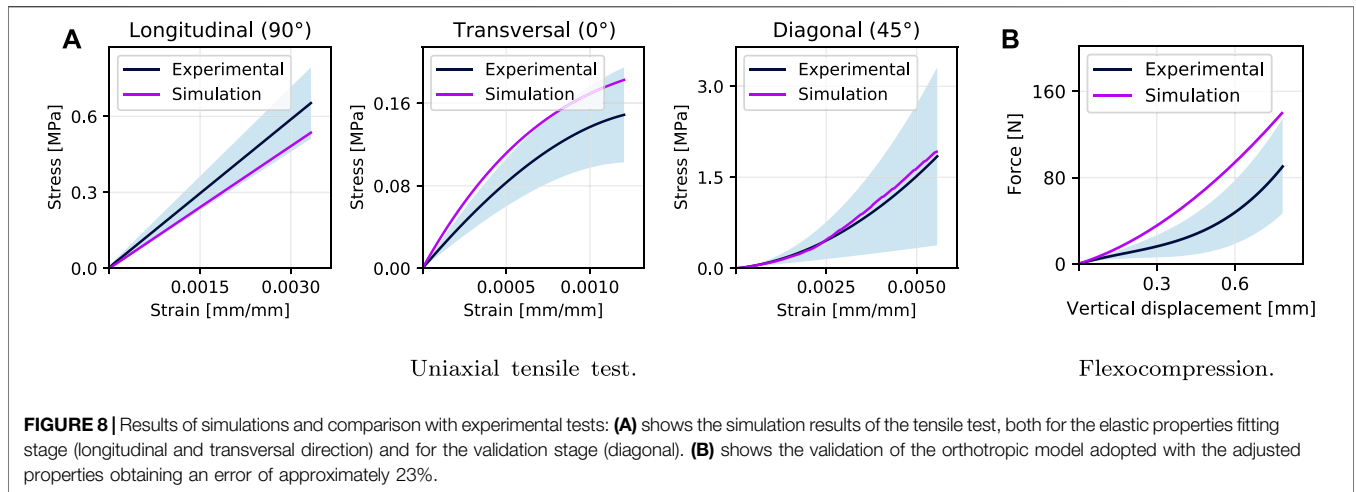 A
Longitudinal (90°)
Experimental
Simulation
Stress [MPa]
0.6
0.3
0.0
0.0015
0.0030
Strain [mm/mm]
Transversal (0°)
Experimental
Simulation
Stress [MPa]
0.16
0.08
0.00
0.0005
0.0010
Strain [mm/mm]
Diagonal (45°)
Experimental
Simulation
Stress [MPa]
3.0
1.5
0.0
0.0025
0.0050
Strain [mm/mm]
B
Experimental
Simulation
Force [N]
160
80
0
0.3
0.6
Vertical displacement [mm]
Uniaxial tensile test.
Flexocompression.
FIGURE 8 | Results of simulations and comparison with experimental tests: (A) shows the simulation results of the tensile test, both for the elastic properties fitting
stage (longitudinal and transversal direction) and for the validation stage (diagonal). (B) shows the validation of the orthotropic model adopted with the adjusted
properties obtaining an error of approximately 23%.